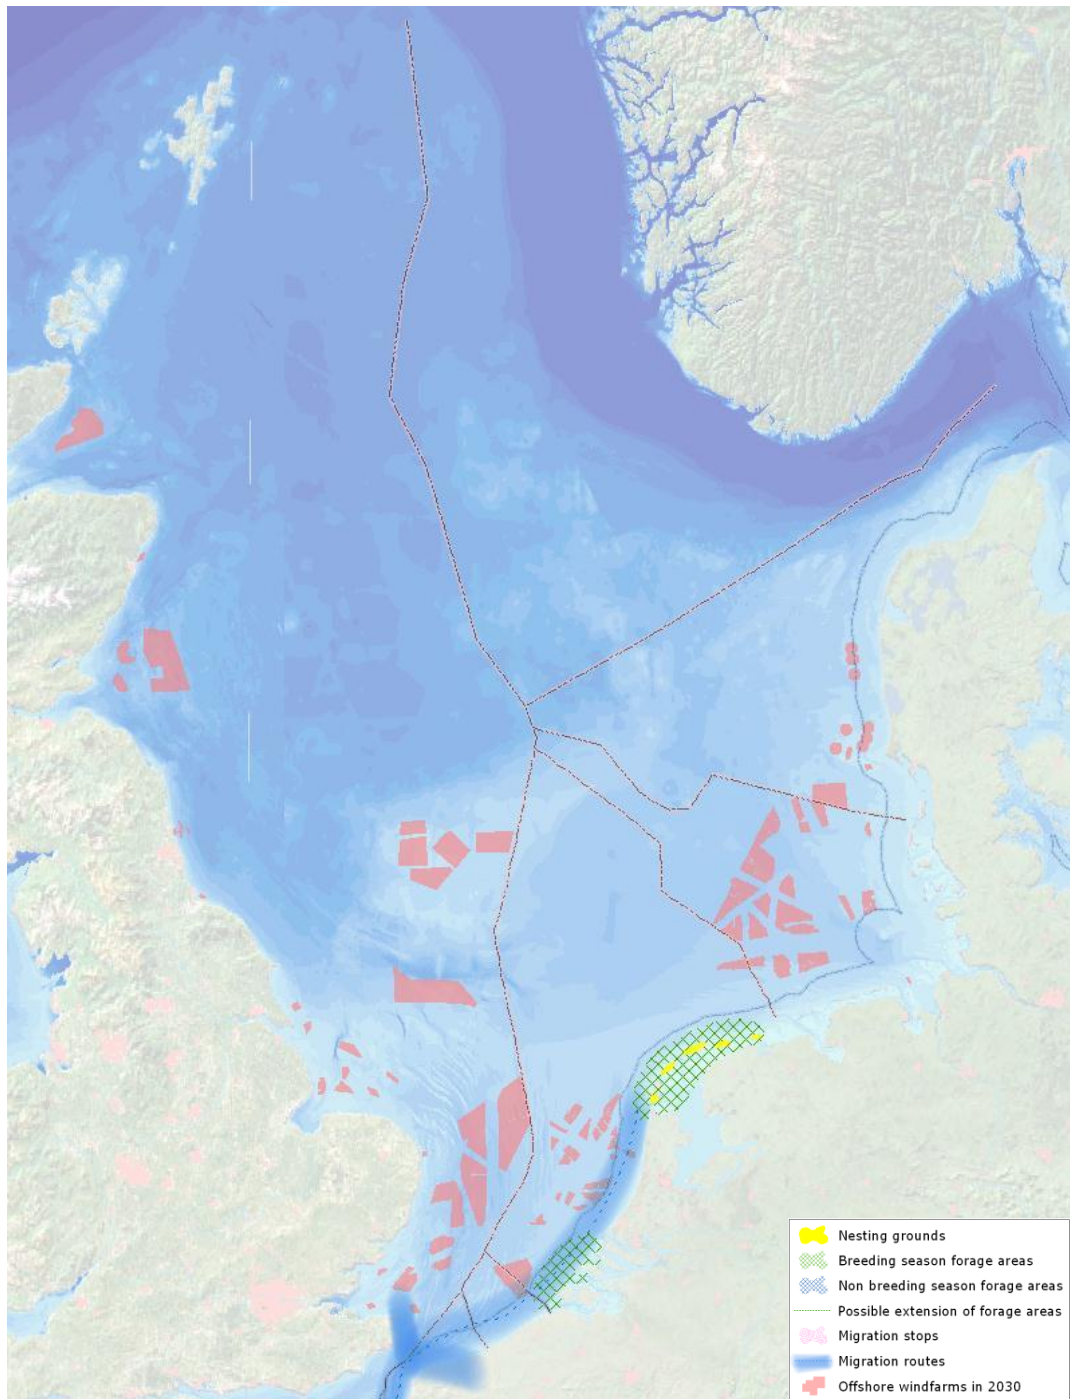 Nesting grounds
Breeding season forage areas
Non breeding season forage areas
Possible extension of forage areas
Migration stops
Migration routes
Offshore windfarms in 2030